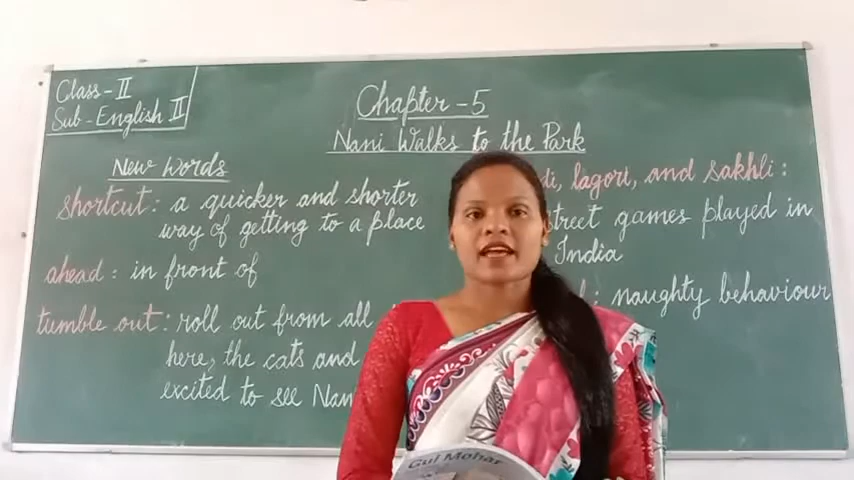 Class - II
Sub - English II
Chapter - 5
Nani Walks to the Park
New Words
shortcut : a quicker and shorter
way of getting to a place
ahead : in front of
tumble out : roll out from all
here, the cats and
excited to see Nani
lagori, and sakhli :
street games played in
India
: naughty behaviour
Gul Mohar